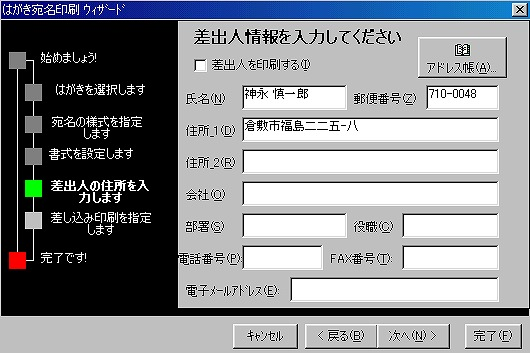 はがき宛名印刷 ウィザード
始めましょう!
はがきを選択します
宛名の様式を指定
します
書式を設定します
差出人の住所を入
力します
差し込み印刷を指定
します
完了です!
差出人情報を入力してください
差出人を印刷する(I)
アドレス帳(A)...
氏名(N) 神永 慎一郎 郵便番号(Z) 710-0048
住所_1(D) 倉敷市福島二二五-八
住所_2(R)
会社(O)
部署(S) 役職(C)
電話番号(P): FAX番号(T):
電子メールアドレス(E):
キャンセル < 戻る(B) 次へ(N) > 完了(F)